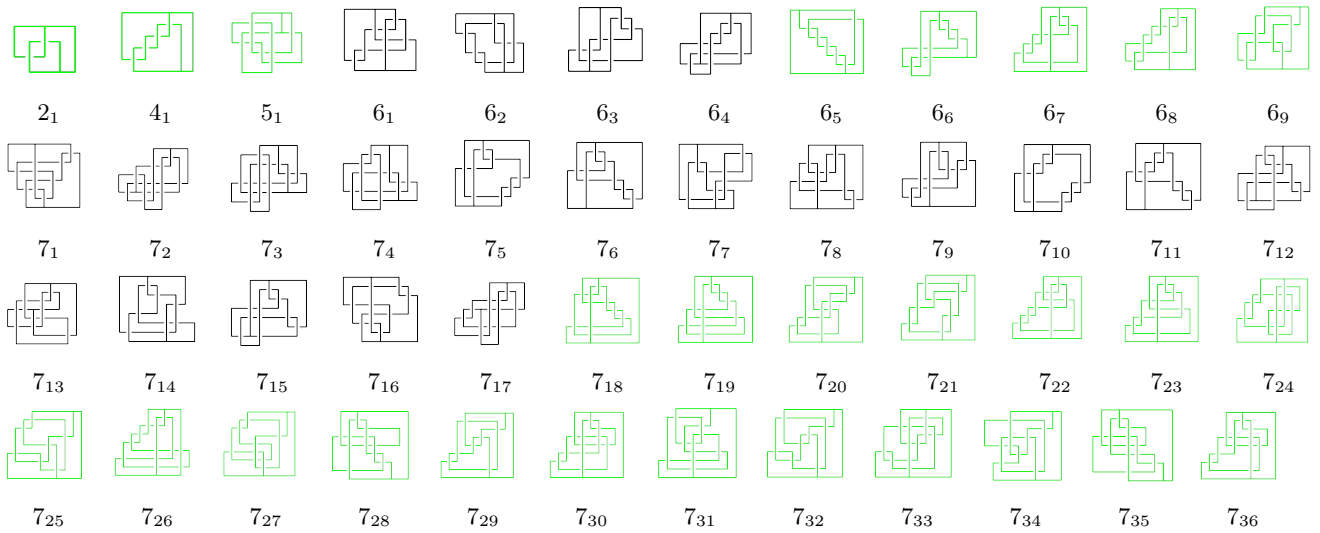 2₁ 4₁ 5₁ 6₁ 6₂ 6₃ 6₄ 6₅ 6₆ 6₇ 6₈ 6₉
7₁ 7₂ 7₃ 7₄ 7₅ 7₆ 7₇ 7₈ 7₉ 7₁₀ 7₁₁ 7₁₂
7₁₃ 7₁₄ 7₁₅ 7₁₆ 7₁₇ 7₁₈ 7₁₉ 7₂₀ 7₂₁ 7₂₂ 7₂₃ 7₂₄
7₂₅ 7₂₆ 7₂₇ 7₂₈ 7₂₉ 7₃₀ 7₃₁ 7₃₂ 7₃₃ 7₃₄ 7₃₅ 7₃₆